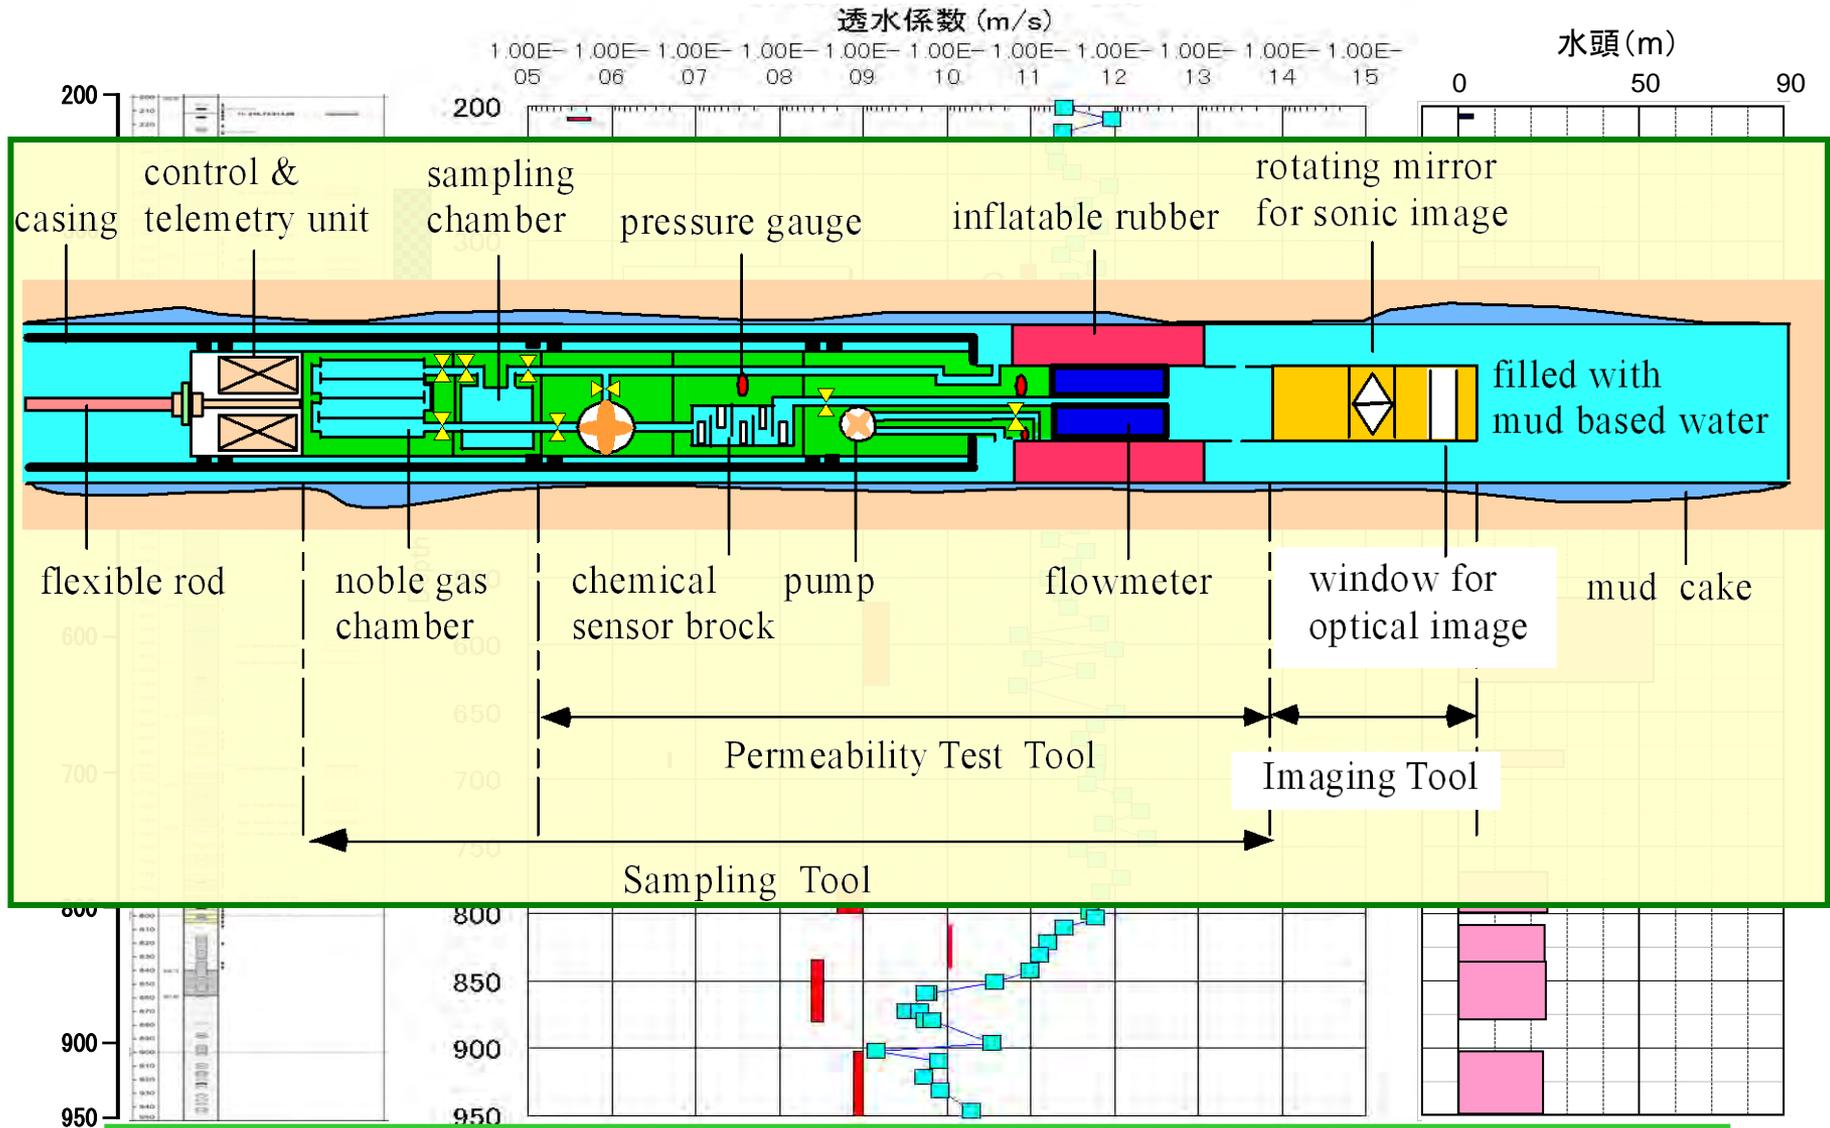 透水係数(m/s)
1.00E- 1.00E- 1.00E- 1.00E- 1.00E- 1.00E- 1.00E- 1.00E- 1.00E- 1.00E- 1.00E-
05 06 07 08 09 10 11 12 13 14 15
水頭(m)
0 50 90
200
200
control &
telemetry unit
casing
sampling
chamber
pressure gauge
inflatable rubber
rotating mirror
for sonic image
300
filled with
mud based water
flexible rod
noble gas
chamber
chemical
sensor brock
pump
flowmeter
window for
optical image
mud cake
600
600
650
Permeability Test Tool
Imaging Tool
700
700
750
Sampling Tool
800
800
850
900
900
950
950